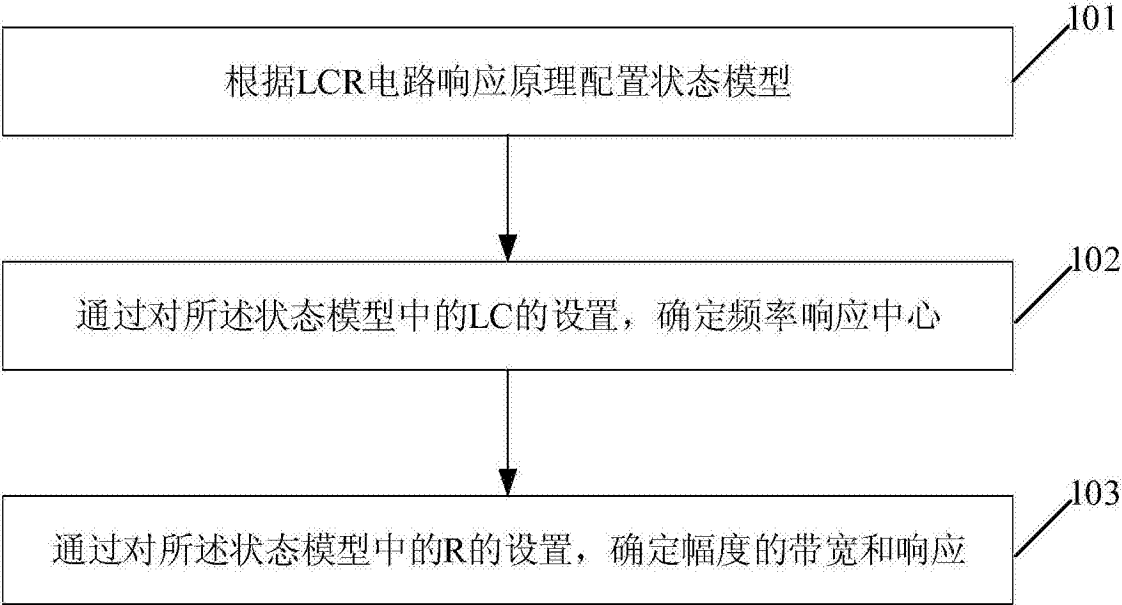 101
根据LCR电路响应原理配置状态模型
102
通过对所述状态模型中的LC的设置，确定频率响应中心
103
通过对所述状态模型中的R的设置，确定幅度的带宽和响应